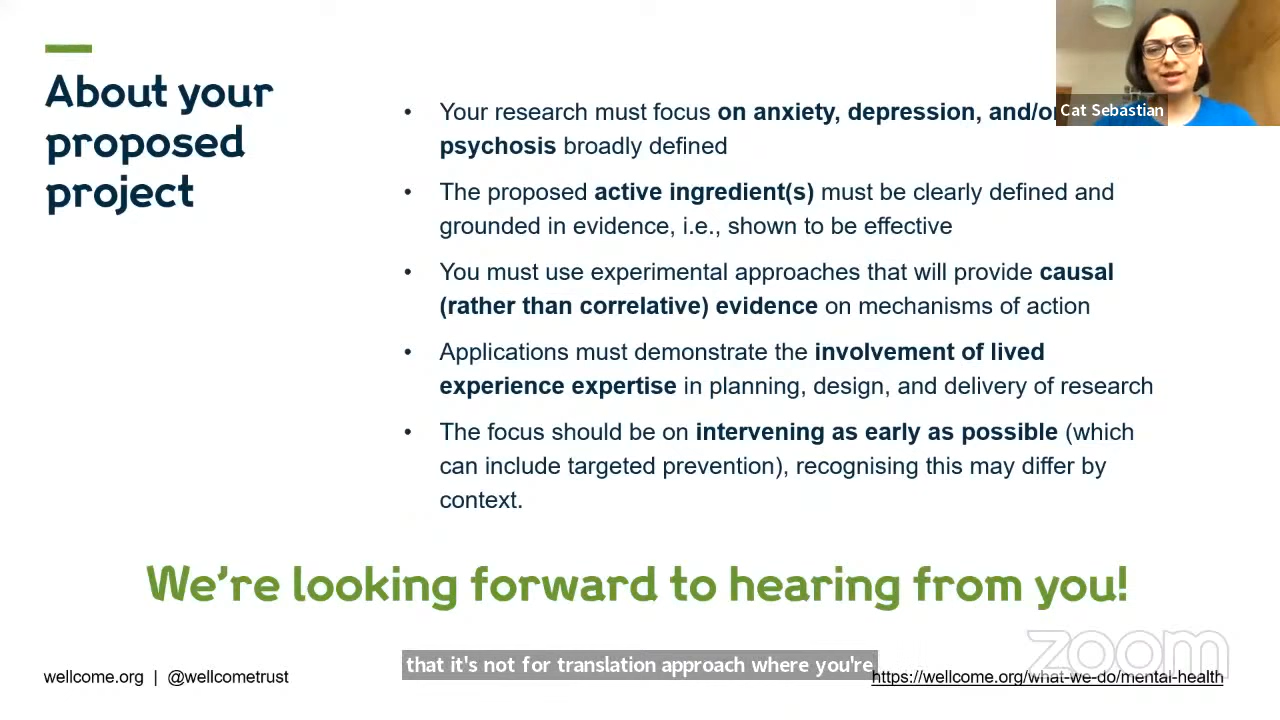 About your
proposed
project
• Your research must focus on anxiety, depression, and/or
psychosis broadly defined
• The proposed active ingredient(s) must be clearly defined and
grounded in evidence, i.e., shown to be effective
• You must use experimental approaches that will provide causal
(rather than correlative) evidence on mechanisms of action
• Applications must demonstrate the involvement of lived
experience expertise in planning, design, and delivery of research
• The focus should be on intervening as early as possible (which
can include targeted prevention), recognising this may differ by
context.
Cat Sebastian
We're looking forward to hearing from you!
that it's not for translation approach where you're
wellcome.org | @wellcometrust
https://wellcome.org/what-we-do/mental-health
zoom